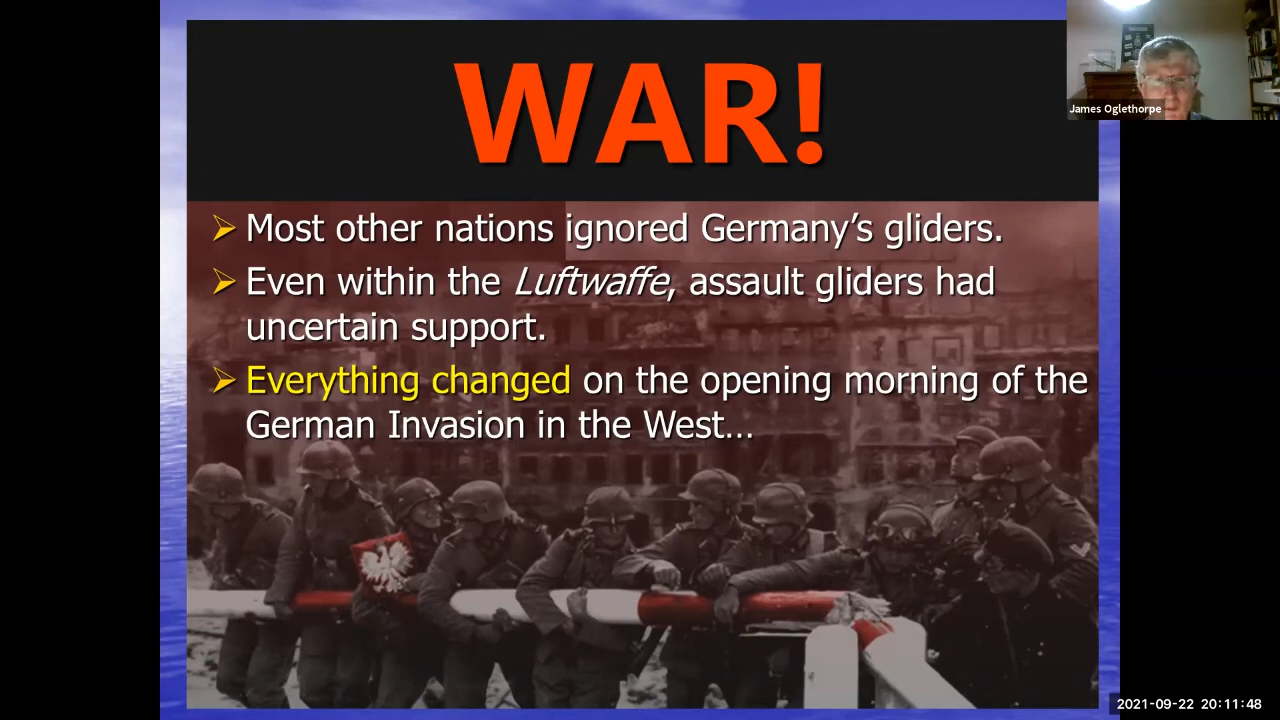 WAR!
James Oglethorpe
➢ Most other nations ignored Germany’s gliders.
➢ Even within the Luftwaffe, assault gliders had
uncertain support.
➢ Everything changed on the opening morning of the
German Invasion in the West…
2021-09-22 20:11:48